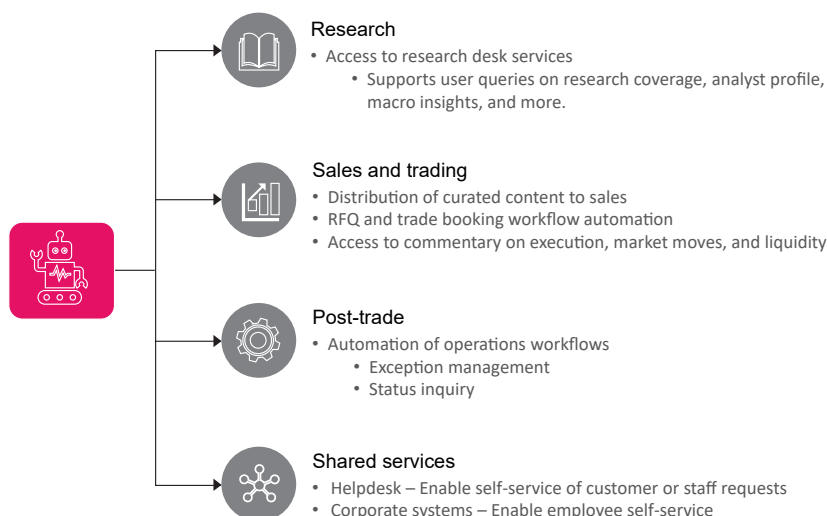 Research
• Access to research desk services
• Supports user queries on research coverage, analyst profile,
macro insights, and more.
Sales and trading
• Distribution of curated content to sales
• RFQ and trade booking workflow automation
• Access to commentary on execution, market moves, and liquidity
Post-trade
• Automation of operations workflows
• Exception management
• Status inquiry
Shared services
• Helpdesk – Enable self-service of customer or staff requests
• Corporate systems – Enable employee self-service